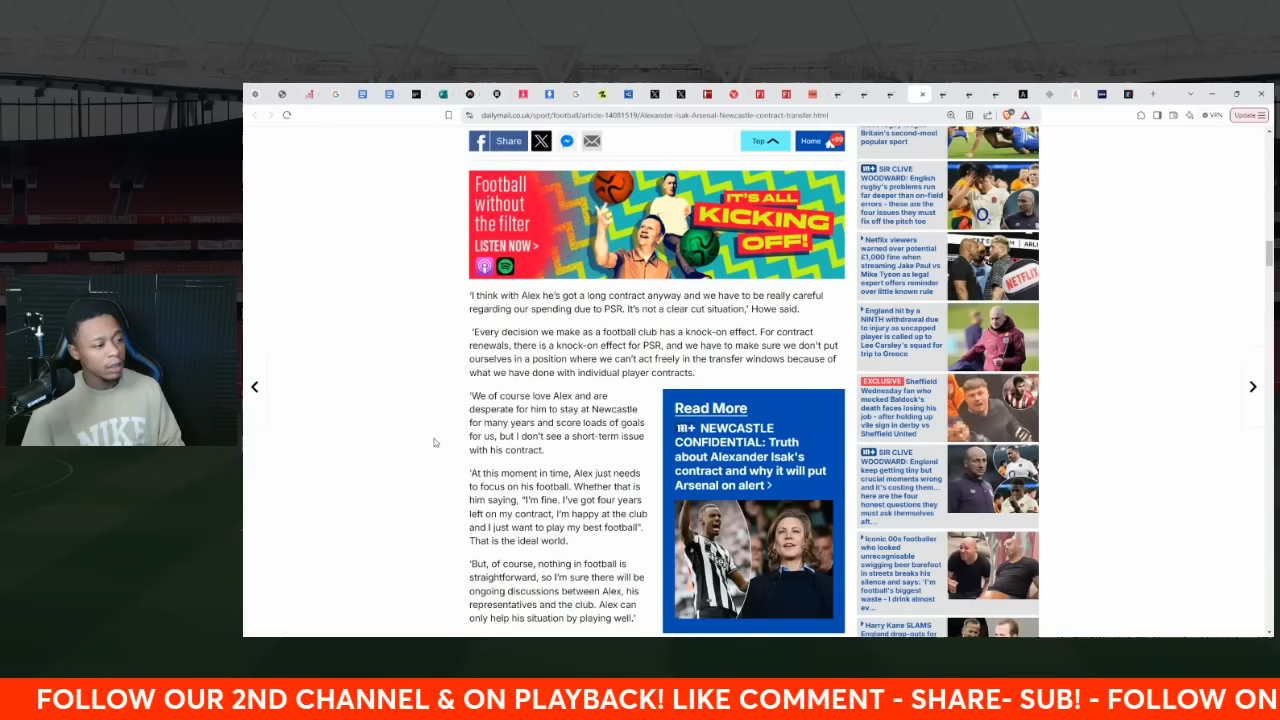 dailymail.co.uk/sport/football/article-14081519/Alexander-Isak-Arsenal-Newcastle-contract-transfer.html
VPN
Update
Share
Top
Home
+99
Football
without
the filter
LISTEN NOW >
IT'S ALL
KICKING
OFF!
'I think with Alex he's got a long contract anyway and we have to be really careful
regarding our spending due to PSR. It's not a clear cut situation,' Howe said.
'Every decision we make as a football club has a knock-on effect. For contract
renewals, there is a knock-on effect for PSR, and we have to make sure we don't put
ourselves in a position where we can't act freely in the transfer windows because of
what we have done with individual player contracts.
'We of course love Alex and are
desperate for him to stay at Newcastle
for many years and score loads of goals
for us, but I don't see a short-term issue
with his contract.
'At this moment in time, Alex just needs
to focus on his football. Whether that is
him saying, "I'm fine. I've got four years
left on my contract, I'm happy at the club
and I just want to play my best football".
That is the ideal world.
'But, of course, nothing in football is
straightforward, so I'm sure there will be
ongoing discussions between Alex, his
representatives and the club. Alex can
only help his situation by playing well.'
Read More
m+ NEWCASTLE
CONFIDENTIAL: Truth
about Alexander Isak's
contract and why it will put
Arsenal on alert >
Britain's second-most
popular sport
m+ SIR CLIVE
WOODWARD: English
rugby's problems run
far deeper than on-field
errors - these are the
four issues they must
fix off the pitch too
Netflix viewers
warned over potential
£1,000 fine when
streaming Jake Paul vs
Mike Tyson as legal
expert offers reminder
over little known rule
England hit by a
NINTH withdrawal due
to injury as uncapped
player is called up to
Lee Carsley's squad for
trip to Greece
EXCLUSIVE Sheffield
Wednesday fan who
mocked Baldock's
death faces losing his
job - after holding up
vile sign in derby vs
Sheffield United
m+ SIR CLIVE
WOODWARD: England
keep getting tiny but
crucial moments wrong
and it's costing them...
here are the four
honest questions they
must ask themselves
aft...
Iconic 00s footballer
who looked
unrecognisable
swigging beer barefoot
in streets breaks his
silence and says: 'I'm
football's biggest
waste - I drink almost
ev...
Harry Kane SLAMS
England drop-outs for
O2
NETFLIX
Arsenal
NIKE
FOLLOW OUR 2ND CHANNEL & ON PLAYBACK! LIKE COMMENT - SHARE- SUB! - FOLLOW ON